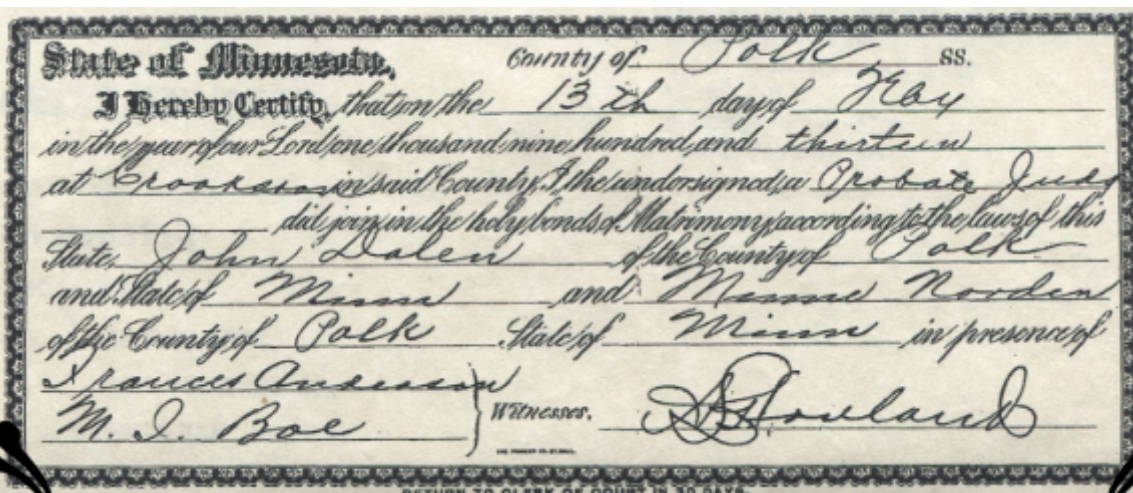 State of Minnesota, County of Polk SS.
I Hereby Certify, that on the 13th day of Feby
in the year of our Lord one thousand nine hundred and thirteen
at Crookston in said County, I the undersigned, a Probate Judg
did join in the holy bonds of Matrimony according to the laws of this
State, John Dalen of the County of Polk
and State of Minn and Minnie Norden
of the County of Polk State of Minn in presence of
Frances Anderson
M. I. Boe
Witnesses.
Rowland
RETURN TO CLERK OF COURT IN 30 DAYS.